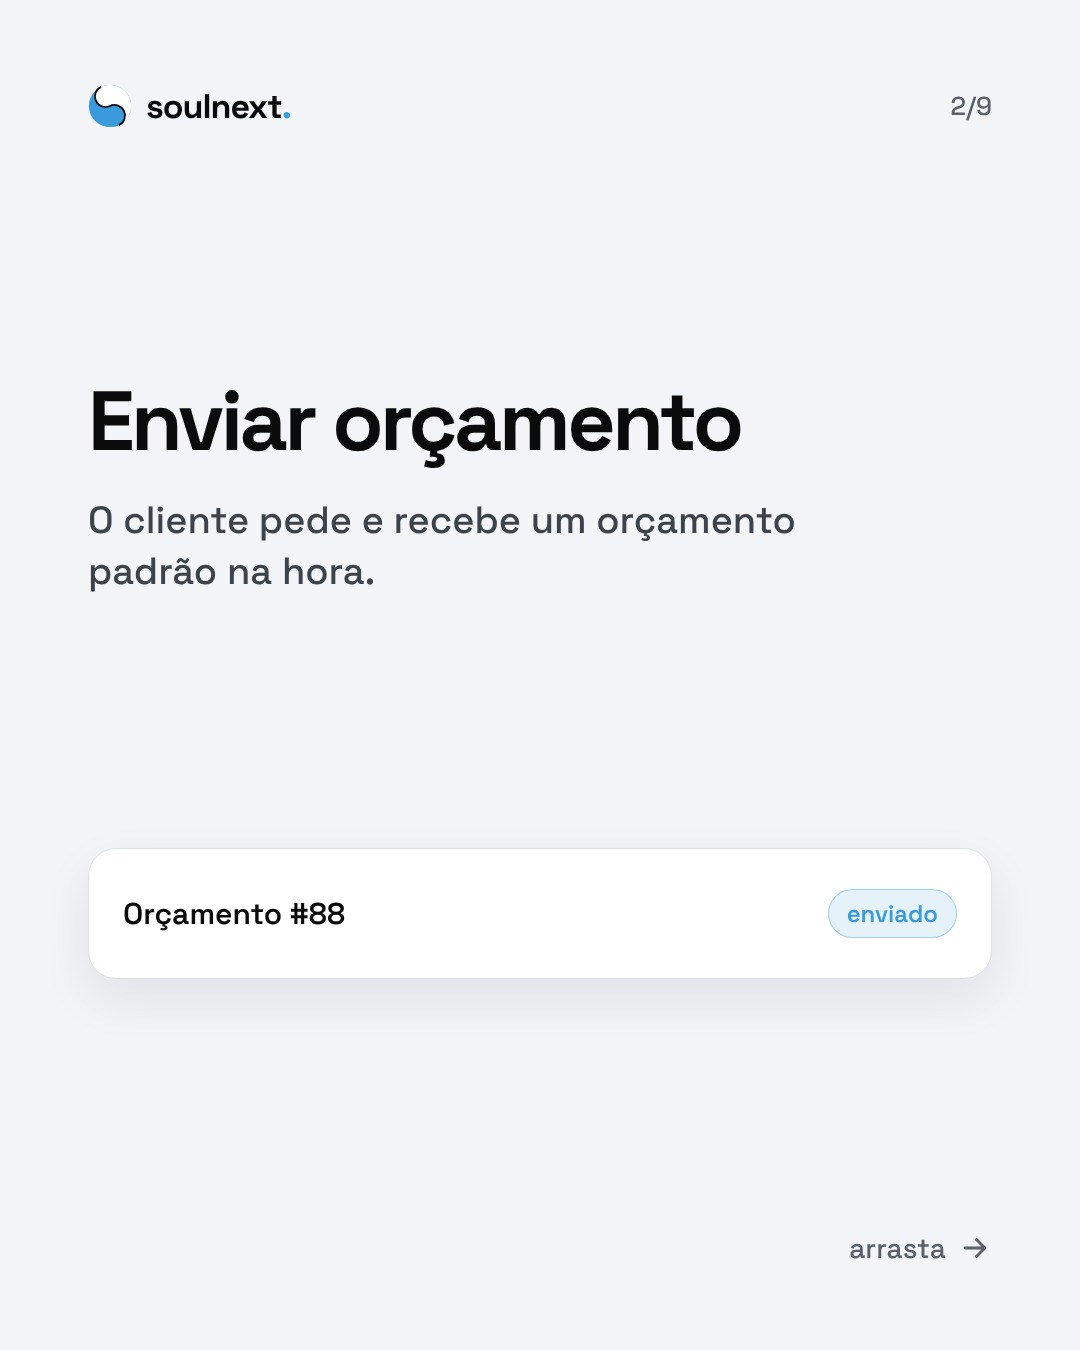 soulnext.
2/9
Enviar orçamento
O cliente pede e recebe um orçamento
padrão na hora.
Orçamento #88
enviado
arrasta →